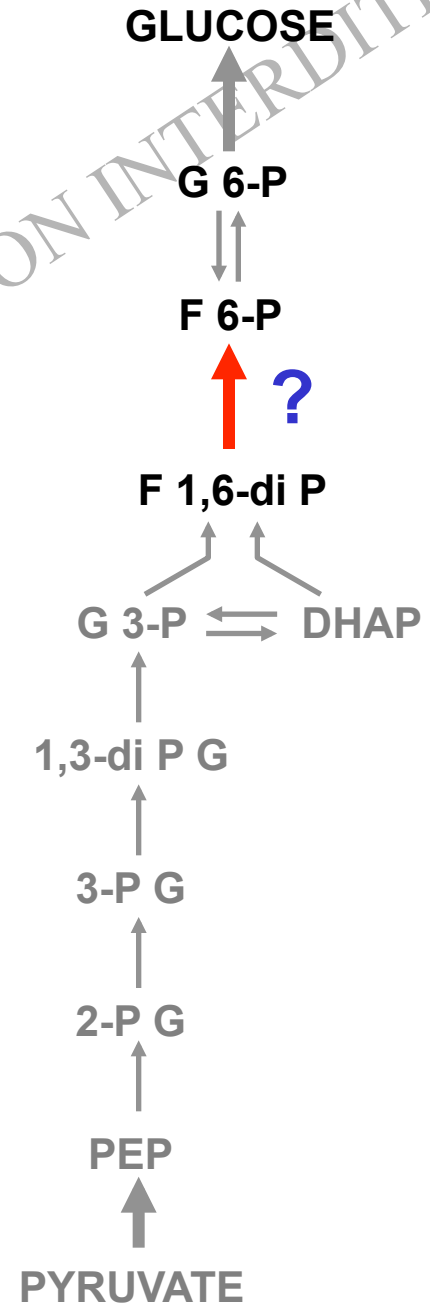 GLUCOSE
G 6-P
F 6-P
?
F 1,6-di P
G 3-P DHAP
1,3-di P G
3-P G
2-P G
PEP
PYRUVATE